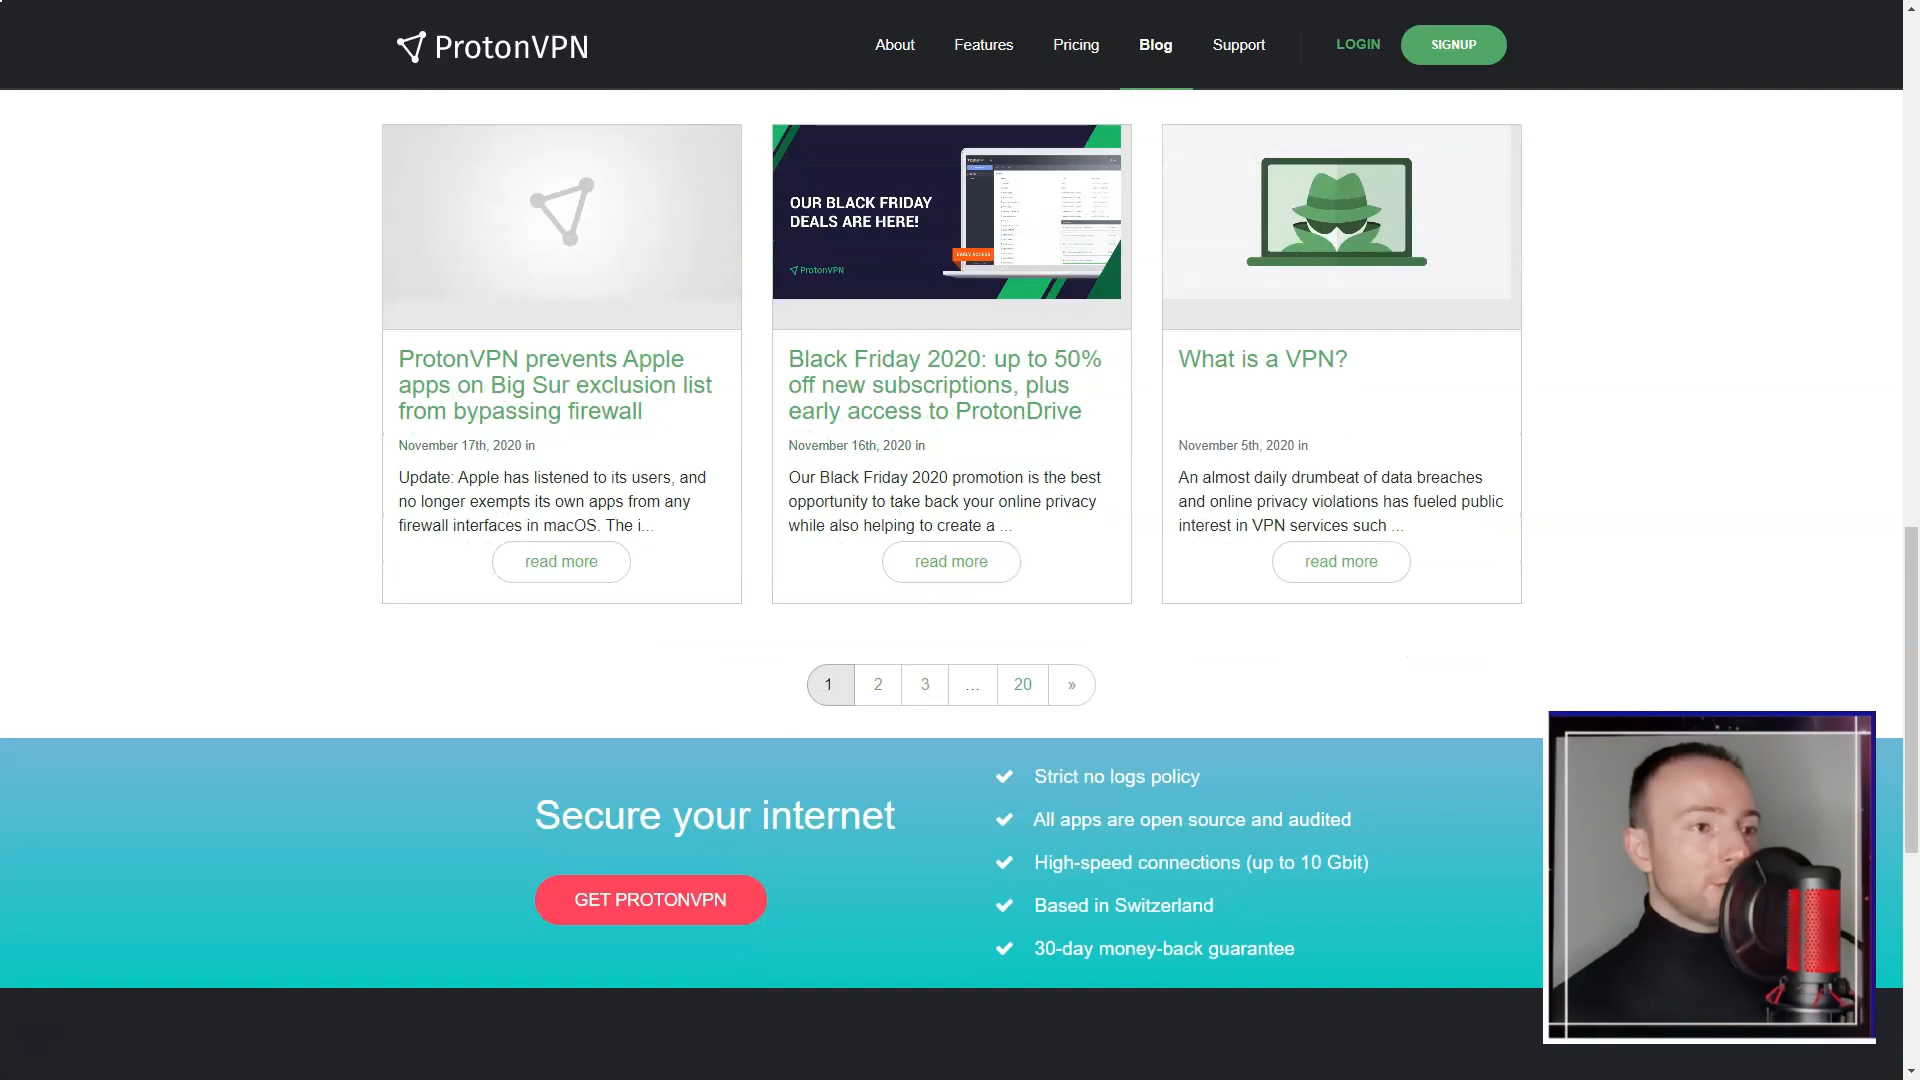 ProtonVPN
About Features Pricing Blog Support LOGIN SIGNUP
OUR BLACK FRIDAY
DEALS ARE HERE!
EARLY ACCESS
ProtonVPN
ProtonVPN prevents Apple
apps on Big Sur exclusion list
from bypassing firewall
November 17th, 2020 in
Update: Apple has listened to its users, and
no longer exempts its own apps from any
firewall interfaces in macOS. The i...
read more
Black Friday 2020: up to 50%
off new subscriptions, plus
early access to ProtonDrive
November 16th, 2020 in
Our Black Friday 2020 promotion is the best
opportunity to take back your online privacy
while also helping to create a ...
read more
What is a VPN?
November 5th, 2020 in
An almost daily drumbeat of data breaches
and online privacy violations has fueled public
interest in VPN services such ...
read more
1 2 3 ... 20 »
Secure your internet
GET PROTONVPN
Strict no logs policy
All apps are open source and audited
High-speed connections (up to 10 Gbit)
Based in Switzerland
30-day money-back guarantee